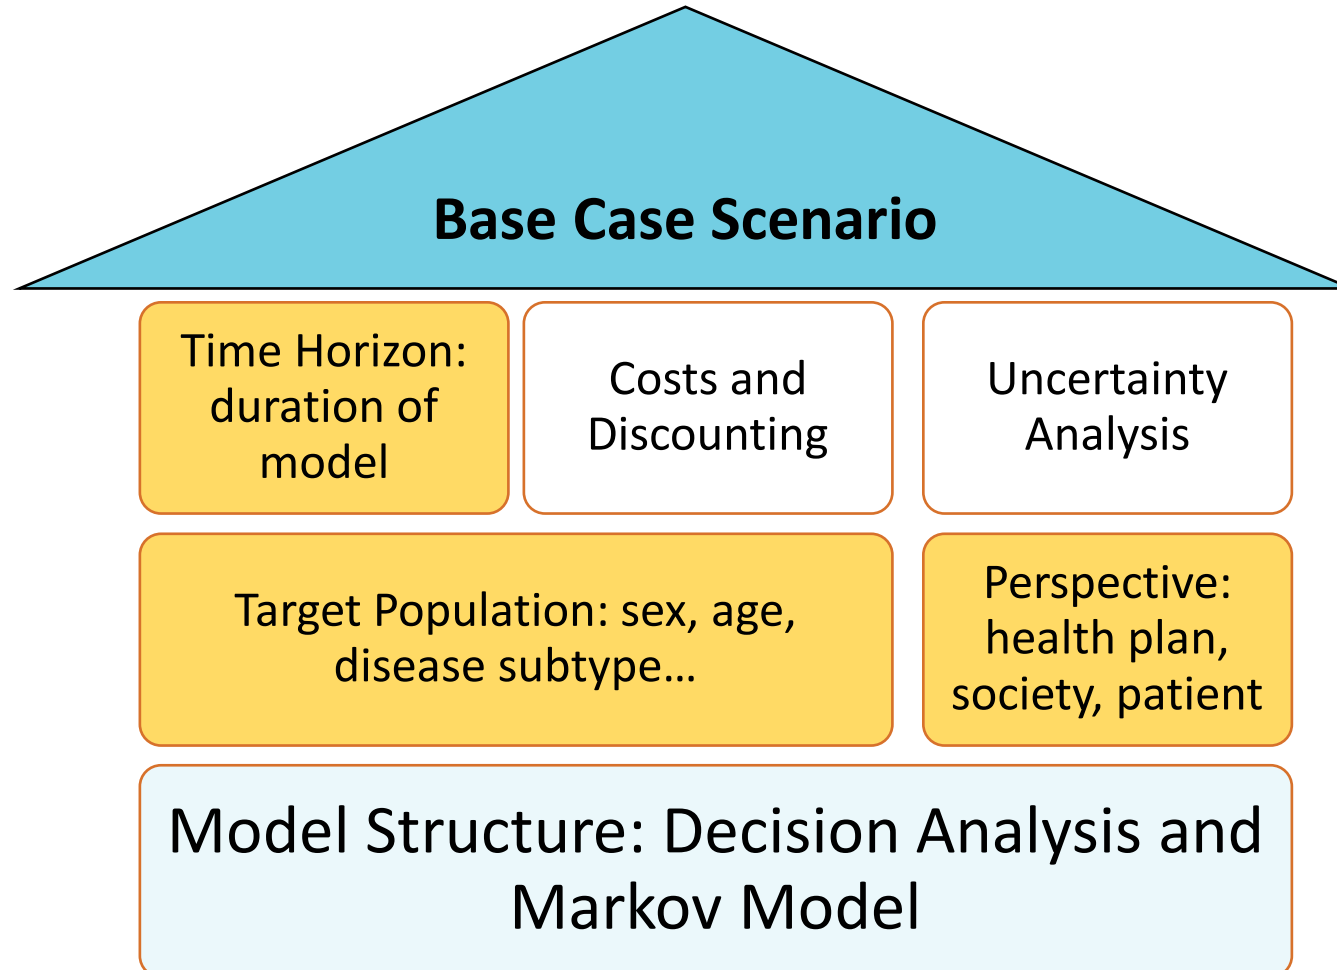 Base Case Scenario
Time Horizon:
duration of
model
Costs and
Discounting
Uncertainty
Analysis
Target Population: sex, age,
disease subtype...
Perspective:
health plan,
society, patient
Model Structure: Decision Analysis and
Markov Model